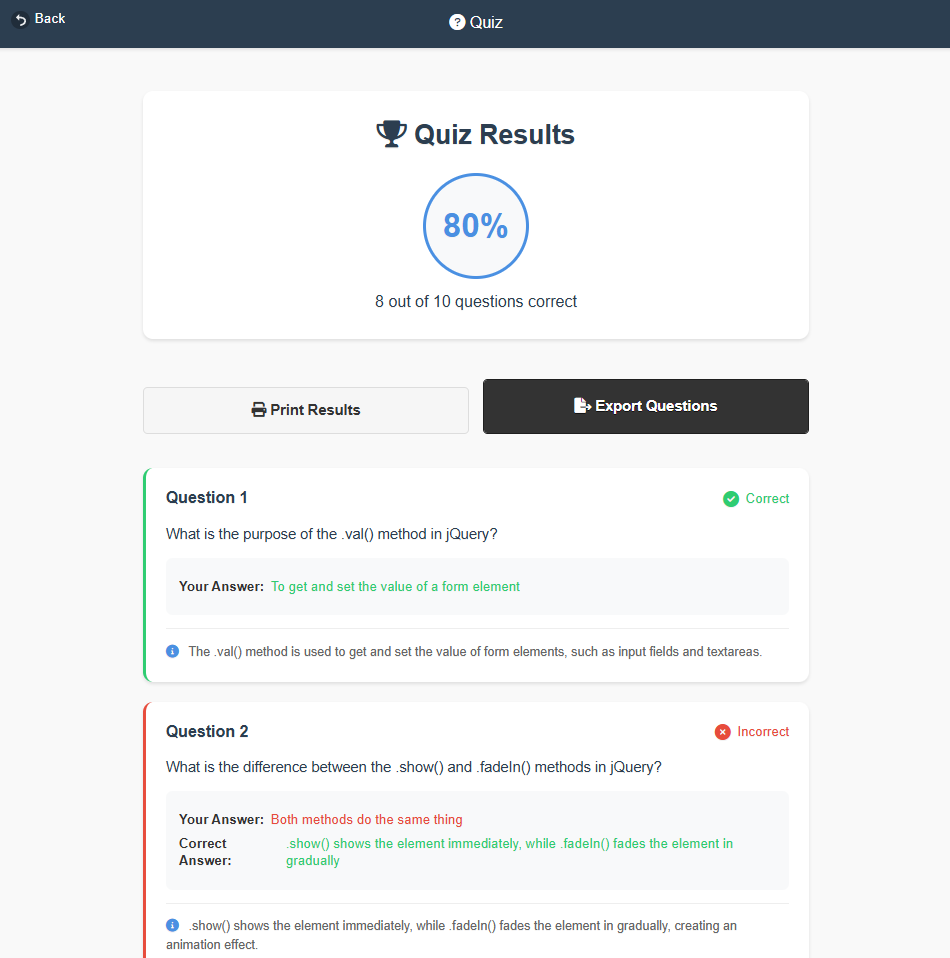 Back
Quiz
Quiz Results
80%
8 out of 10 questions correct
Print Results
Export Questions
Question 1
Correct
What is the purpose of the .val() method in jQuery?
Your Answer: To get and set the value of a form element
The .val() method is used to get and set the value of form elements, such as input fields and textareas.
Question 2
Incorrect
What is the difference between the .show() and .fadeIn() methods in jQuery?
Your Answer: Both methods do the same thing
Correct Answer: .show() shows the element immediately, while .fadeIn() fades the element in
gradually
.show() shows the element immediately, while .fadeIn() fades the element in gradually, creating an
animation effect.